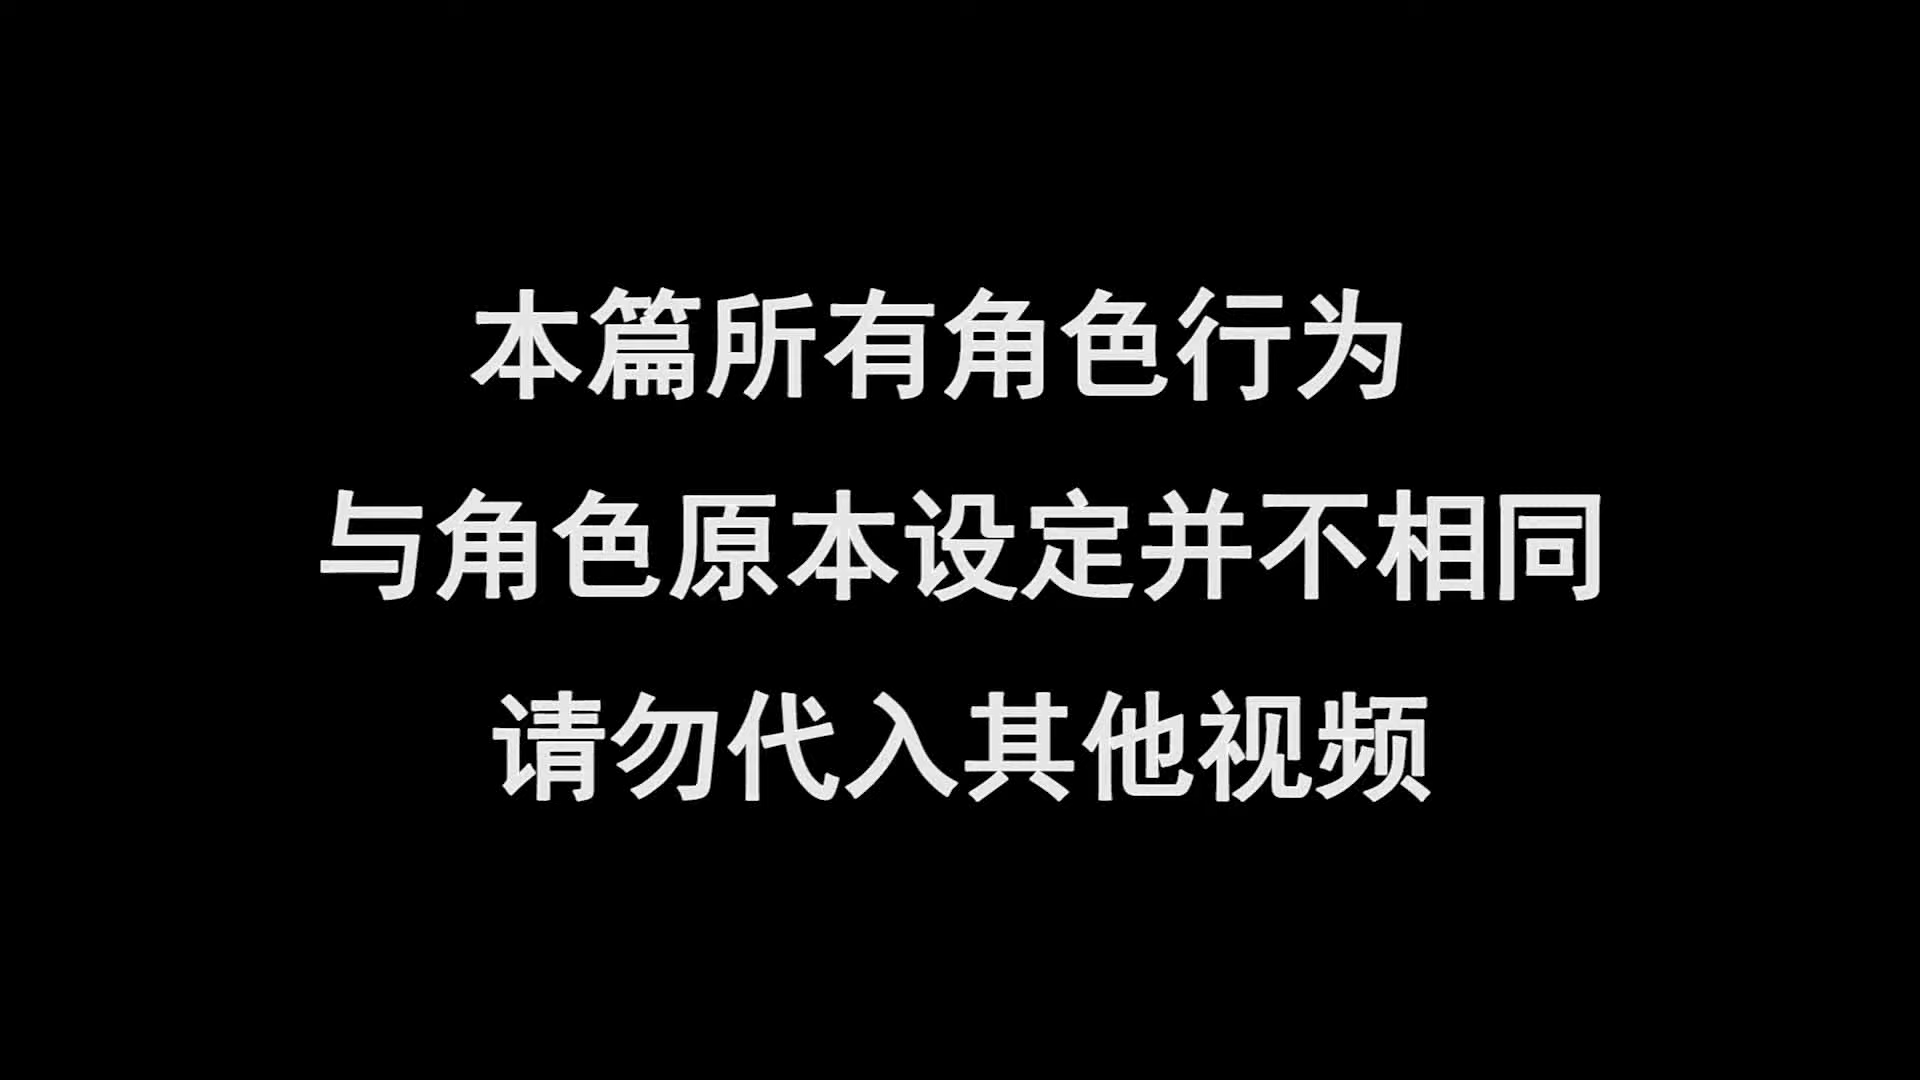 本篇所有角色行为
与角色原本设定并不相同
请勿代入其他视频